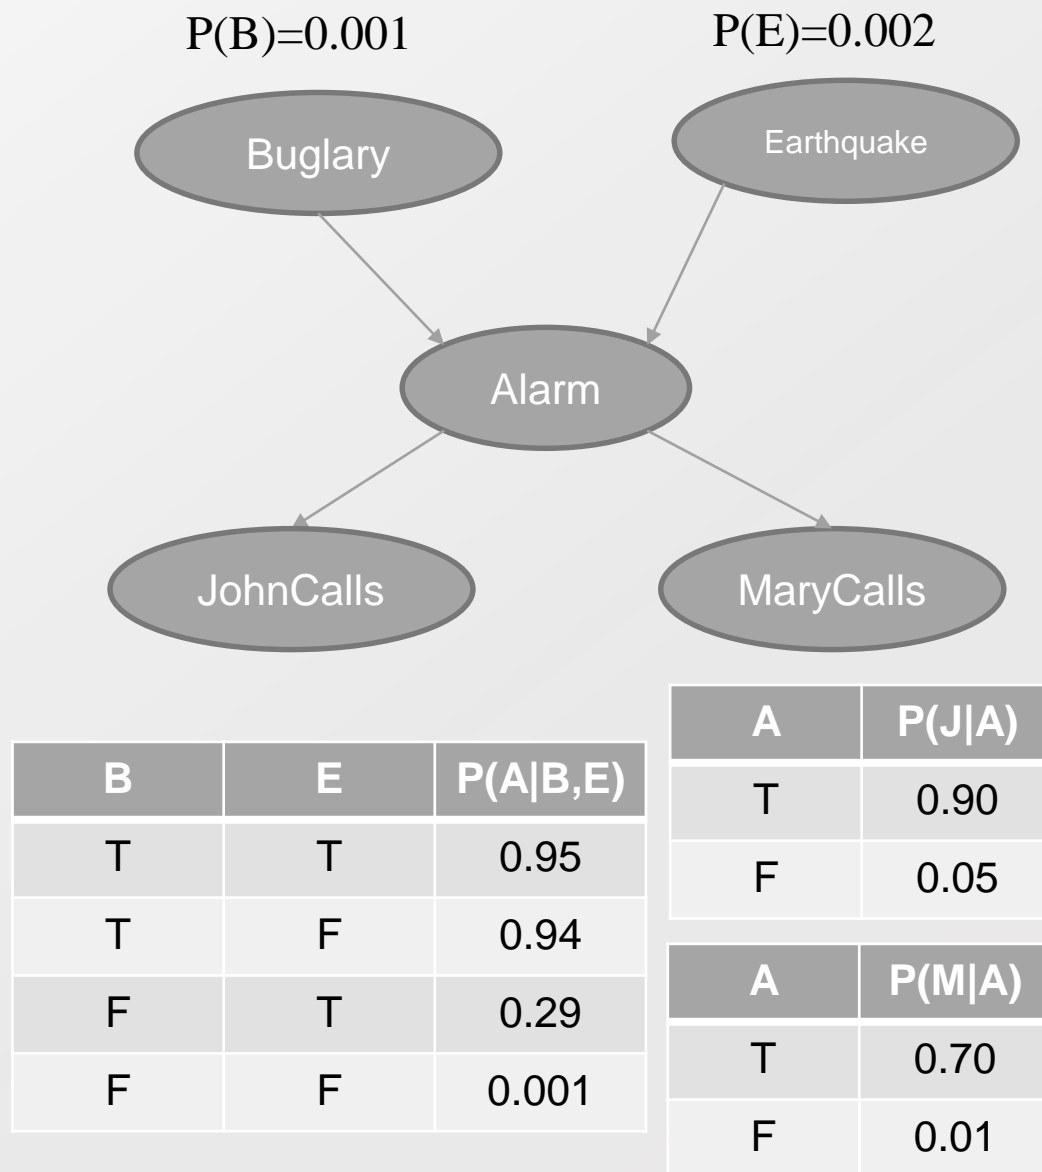 P(B)=0.001 P(E)=0.002
Buglary Earthquake
Alarm
JohnCalls MaryCalls
B E P(A|B,E)
T T 0.95
T F 0.94
F T 0.29
F F 0.001
A P(J|A)
T 0.90
F 0.05
A P(M|A)
T 0.70
F 0.01